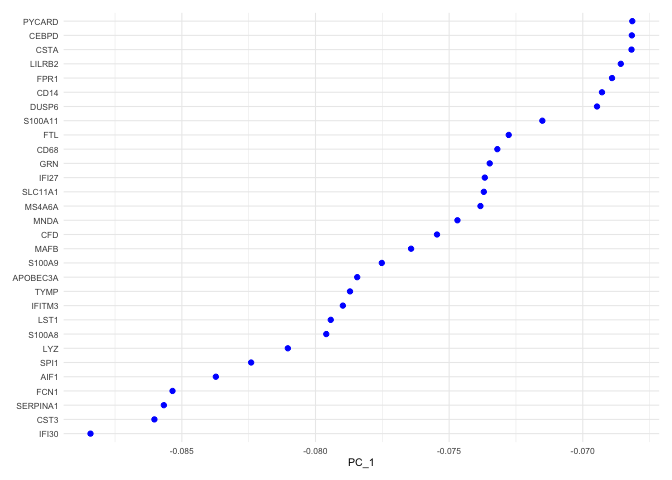 PYCARD
CEBPD
CSTA
LILRB2
FPR1
CD14
DUSP6
S100A11
FTL
CD68
GRN
IFI27
SLC11A1
MS4A6A
MNDA
CFD
MAFB
S100A9
APOBEC3A
TYMP
IFITM3
LST1
S100A8
LYZ
SPI1
AIF1
FCN1
SERPINA1
CST3
IFI30
-0.085 -0.080 -0.075 -0.070
PC_1